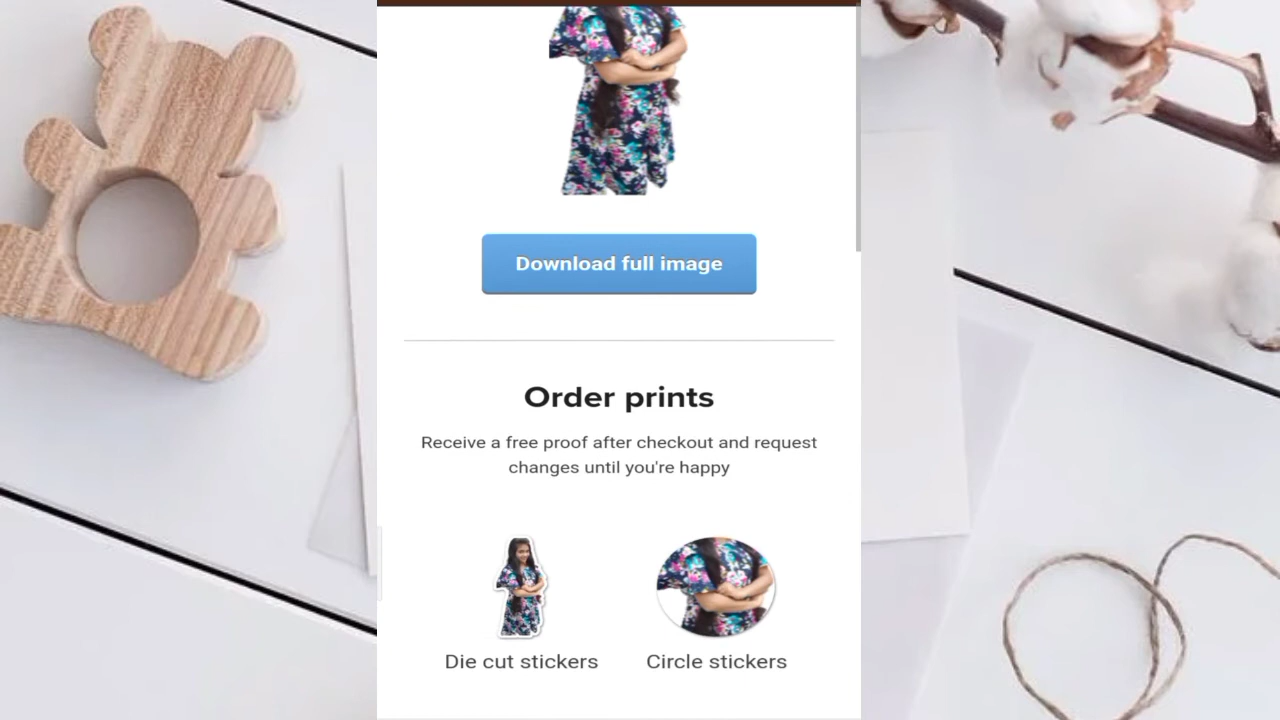 Download full image
Order prints
Receive a free proof after checkout and request
changes until you're happy
Die cut stickers
Circle stickers